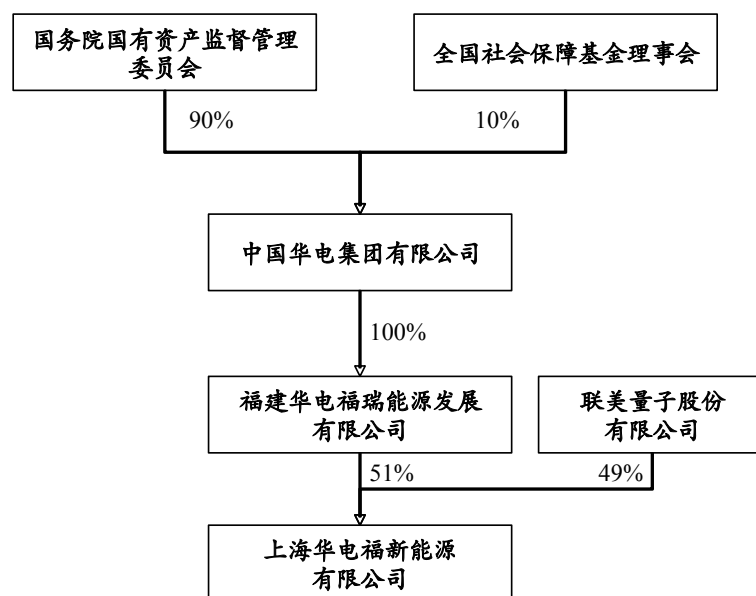 国务院国有资产监督管理
委员会
全国社会保障基金理事会
90%
10%
中国华电集团有限公司
100%
福建华电福瑞能源发展
有限公司
联美量子股份
有限公司
51%
49%
上海华电福新能源
有限公司